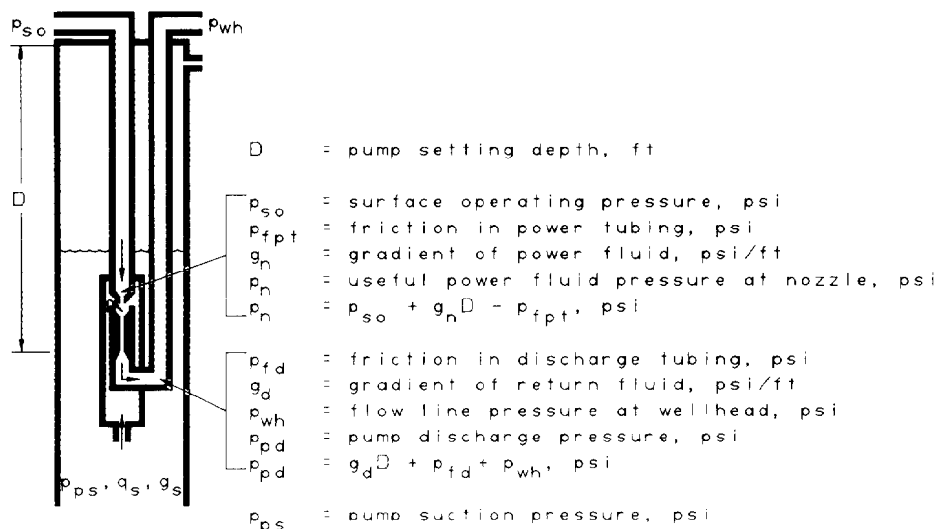 p_so
p_wh
D
D = pump setting depth, ft
p_so = surface operating pressure, psi
p_fpt = friction in power tubing, psi
g_n = gradient of power fluid, psi/ft
p_n = useful power fluid pressure at nozzle, psi
p_n = p_so + g_n D - p_fpt, psi
p_fd = friction in discharge tubing, psi
g_d = gradient of return fluid, psi/ft
p_wh = flow line pressure at wellhead, psi
p_pd = pump discharge pressure, psi
p_pd = g_d D + p_fd + p_wh, psi
p_ps, q_s, g_s
p_ps = pump suction pressure, psi